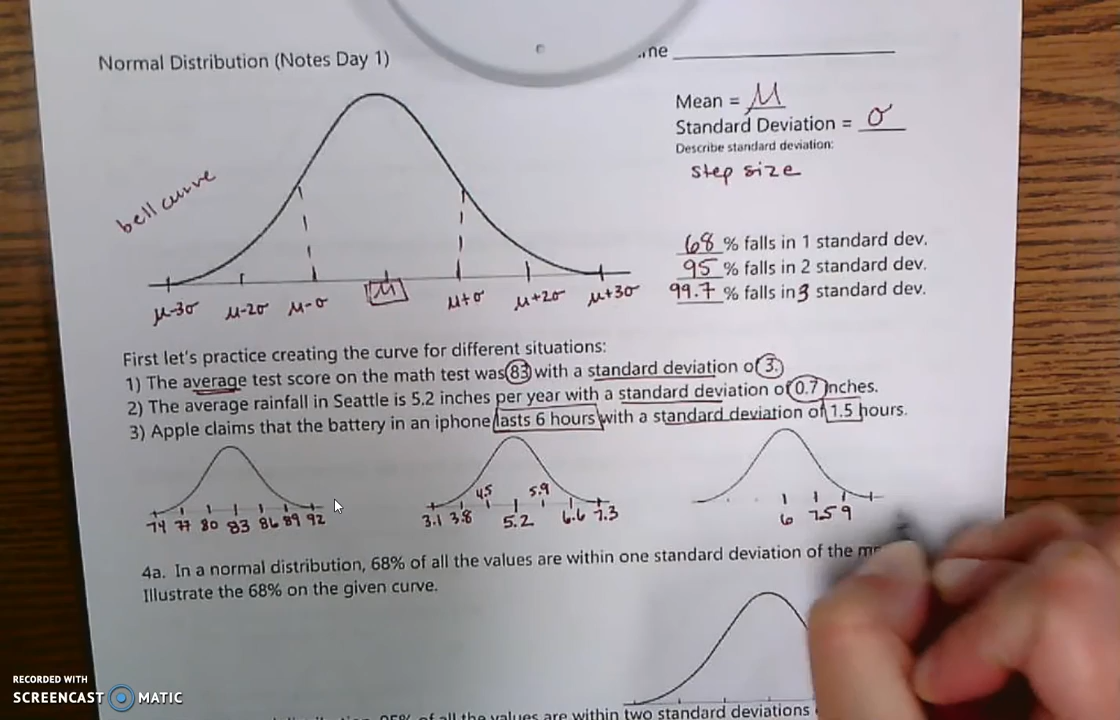 Normal Distribution (Notes Day 1)
me
Mean = μ
Standard Deviation = σ
Describe standard deviation:
step size
bell curve
68 % falls in 1 standard dev.
95 % falls in 2 standard dev.
99.7 % falls in 3 standard dev.
μ-3σ μ-2σ μ-σ μ μ+σ μ+2σ μ+3σ
First let's practice creating the curve for different situations:
1) The average test score on the math test was 83 with a standard deviation of 3.
2) The average rainfall in Seattle is 5.2 inches per year with a standard deviation of 0.7 inches.
3) Apple claims that the battery in an iphone lasts 6 hours with a standard deviation of 1.5 hours.
74 77 80 83 86 89 92
3.1 3.8 4.5 5.2 5.9 6.6 7.3
6 7.5 9
4a. In a normal distribution, 68% of all the values are within one standard deviation of the
Illustrate the 68% on the given curve.
of all the values are within two standard deviations
RECORDED WITH
SCREENCAST MATIC